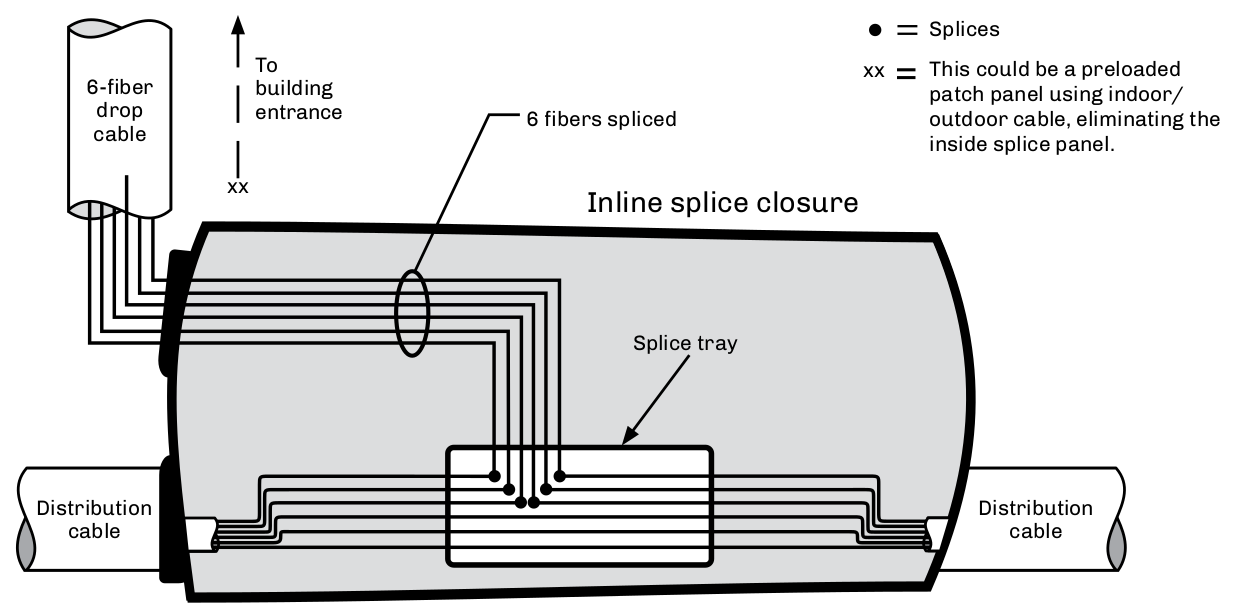 6-fiber
drop
cable
To
building
entrance
xx
● = Splices
xx = This could be a preloaded
patch panel using indoor/
outdoor cable, eliminating the
inside splice panel.
6 fibers spliced
Inline splice closure
Splice tray
Distribution
cable
Distribution
cable